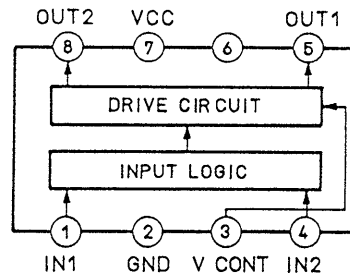 OUT2 VCC OUT1
8 7 6 5
DRIVE CIRCUIT
INPUT LOGIC
1 2 3 4
IN1 GND V CONT IN2